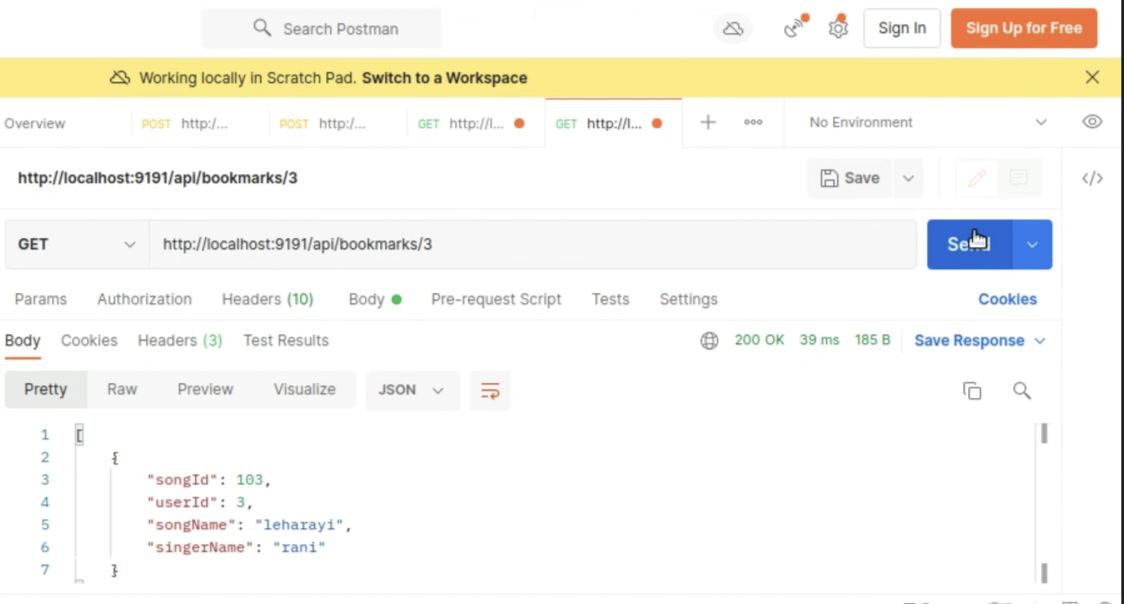 Search Postman
Sign In
Sign Up for Free
Working locally in Scratch Pad. Switch to a Workspace
Overview
POST http:/...
POST http:/...
GET http://l...
GET http://l...
No Environment
http://localhost:9191/api/bookmarks/3
Save
</>
GET
http://localhost:9191/api/bookmarks/3
Params Authorization Headers (10) Body Pre-request Script Tests Settings Cookies
Body Cookies Headers (3) Test Results 200 OK 39 ms 185 B Save Response
Pretty Raw Preview Visualize JSON
1 [
2 {
3 "songId": 103,
4 "userId": 3,
5 "songName": "leharayi",
6 "singerName": "rani"
7 }